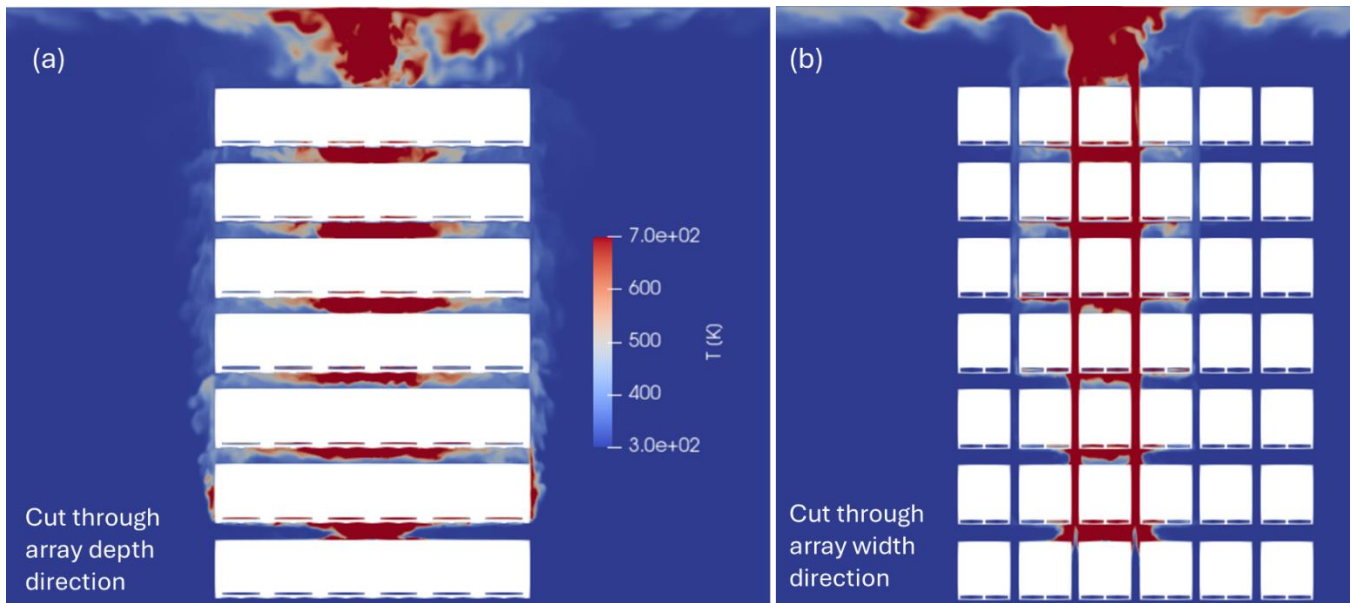 (a)
7.0e+02
600
500
400
3.0e+02
T (K)
Cut through
array depth
direction
(b)
Cut through
array width
direction